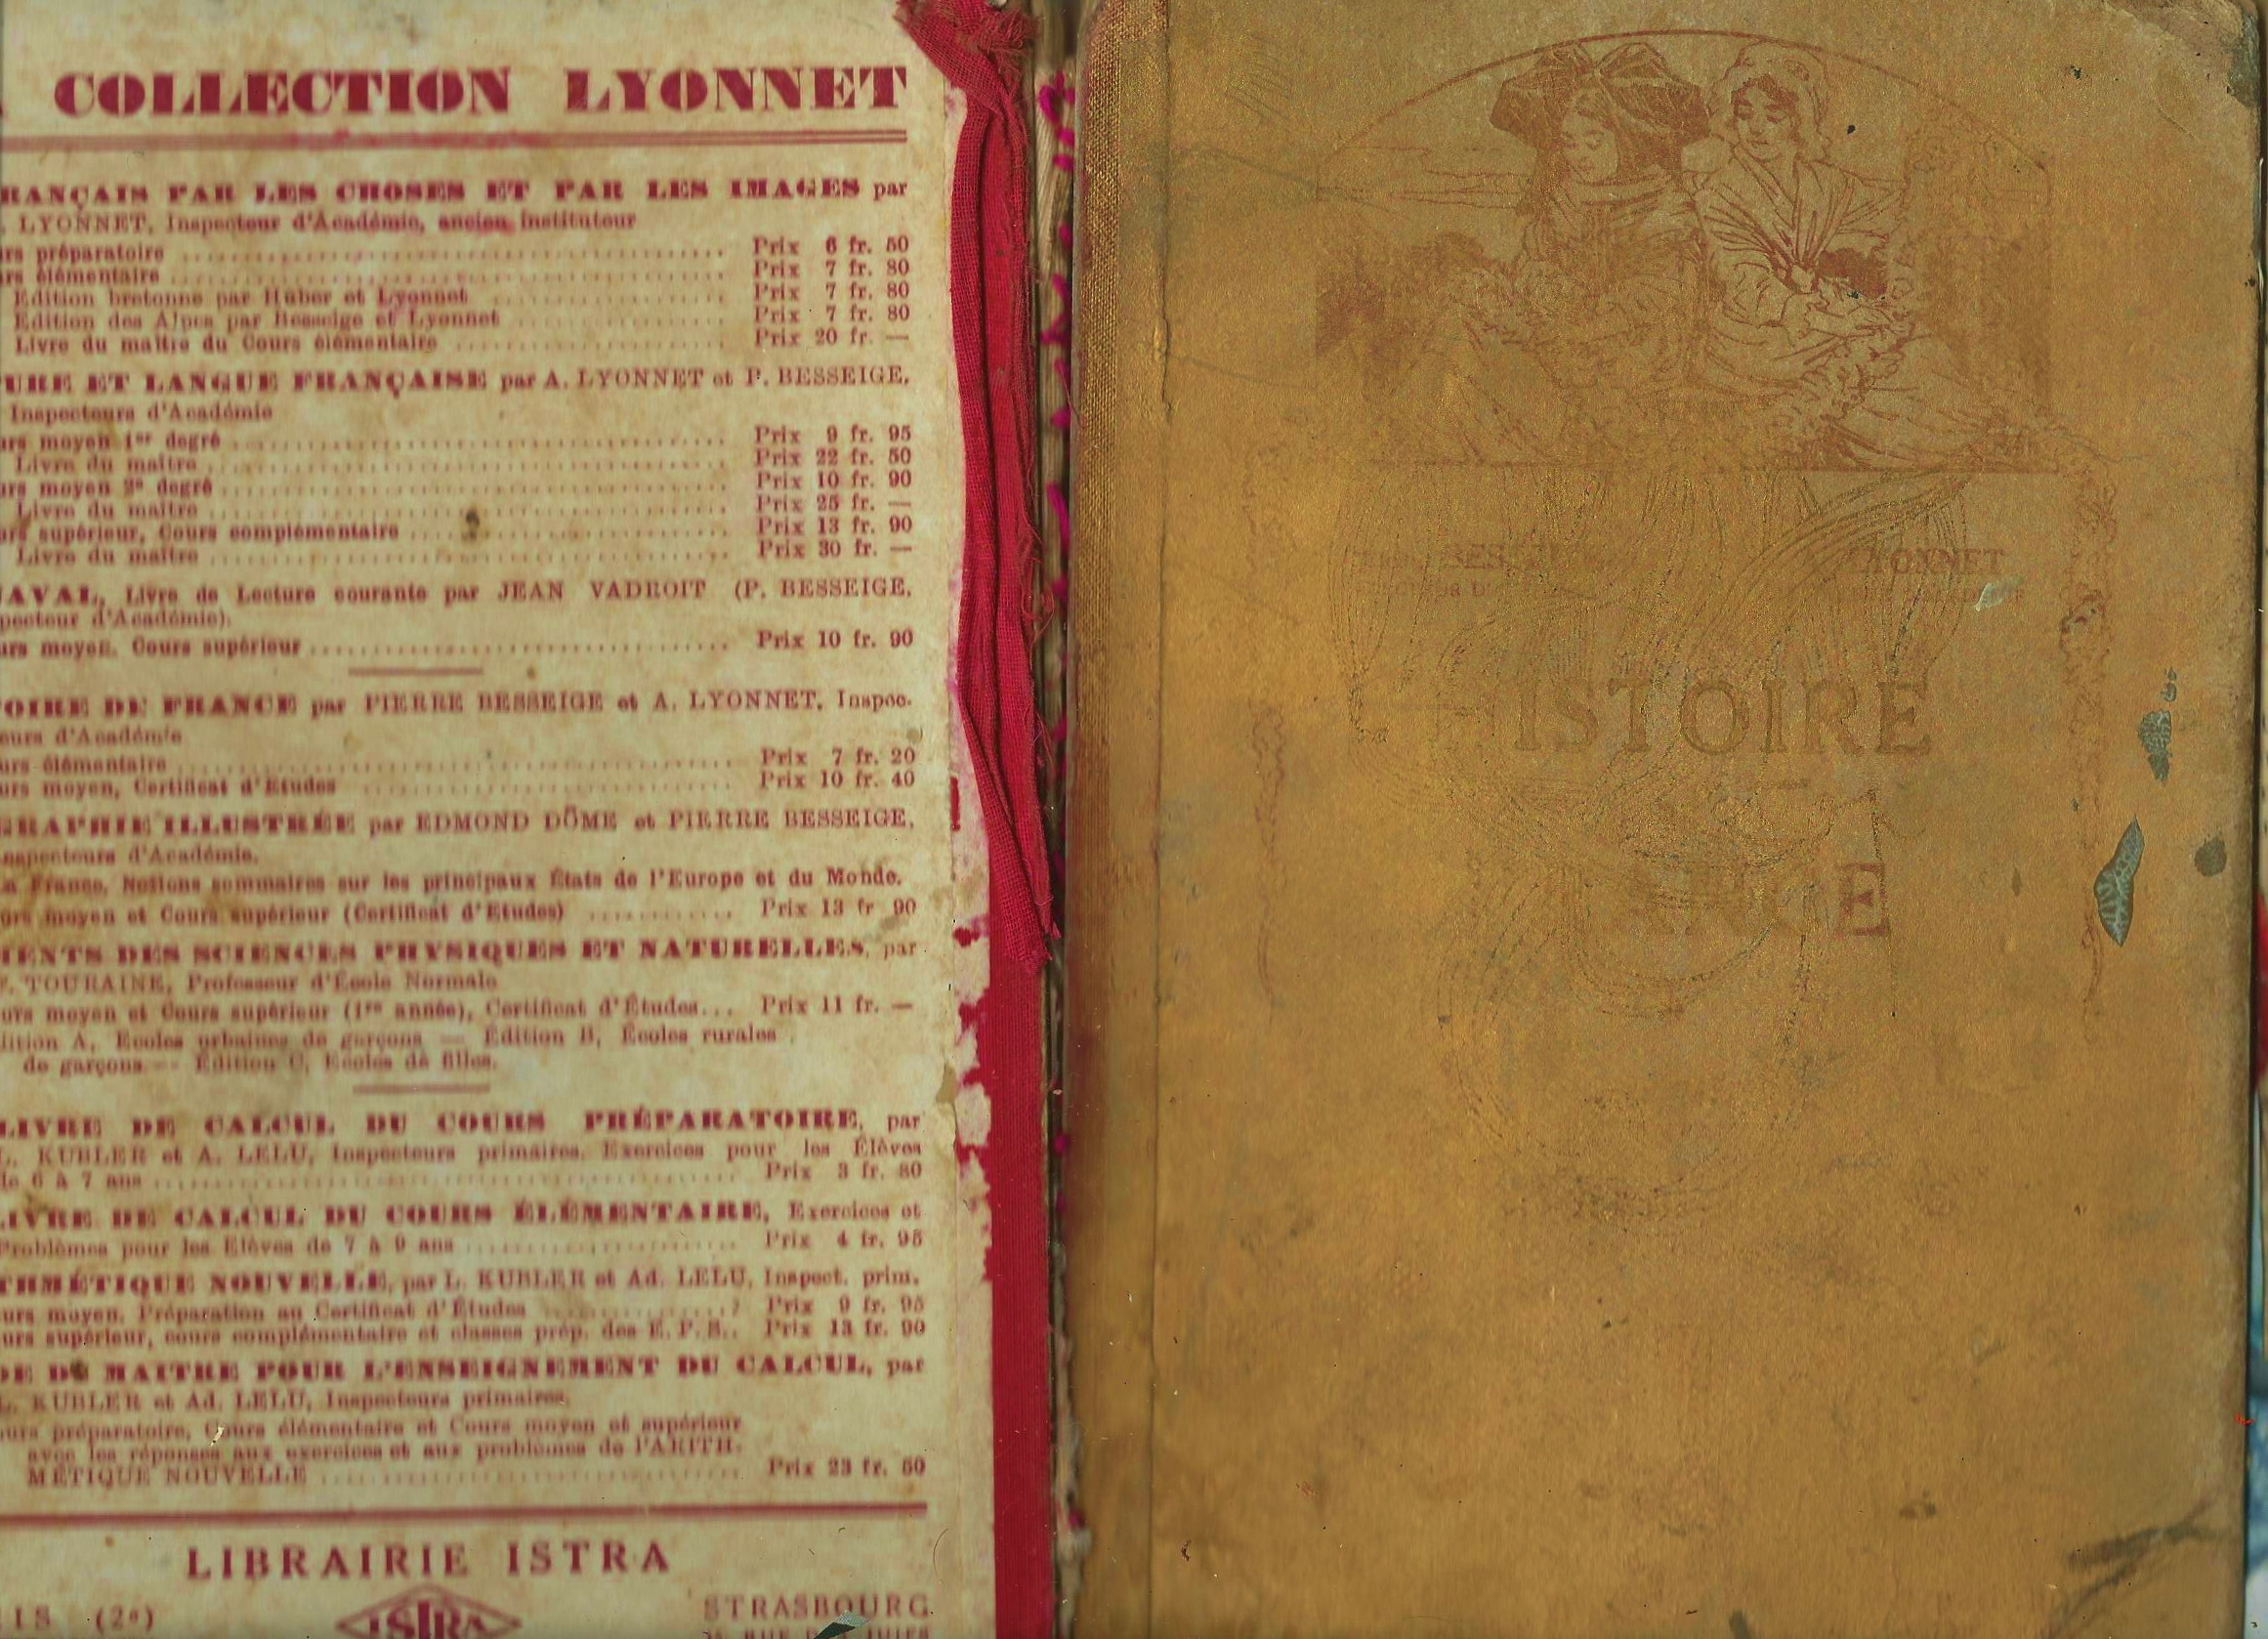 COLLECTION LYONNET
RANÇAIS PAR LES CHOSES ET PAR LES IMAGES par
. LYONNET, Inspecteur d'Académie, ancien instituteur
rs préparatoire ........ Prix 6 fr. 50
rs élémentaire ........ Prix 7 fr. 80
Edition bretonne par Huber et Lyonnet ........ Prix 7 fr. 80
Edition des Alpes par Besseige et Lyonnet ........ Prix 7 fr. 80
Livre du maître du Cours élémentaire ........ Prix 20 fr. —
URE ET LANGUE FRANÇAISE par A. LYONNET et P. BESSEIGE,
Inspecteurs d'Académie
urs moyen 1er degré ........ Prix 9 fr. 95
Livre du maître ........ Prix 22 fr. 50
urs moyen 2e degré ........ Prix 10 fr. 90
Livre du maître ........ Prix 25 fr. —
urs supérieur, Cours complémentaire ........ Prix 13 fr. 90
Livre du maître ........ Prix 30 fr. —
AVAL, Livre de Lecture courante par JEAN VADROIT (P. BESSEIGE,
pecteur d'Académie).
urs moyen, Cours supérieur ........ Prix 10 fr. 90
OIRE DE FRANCE par PIERRE BESSEIGE et A. LYONNET, Inspec-
eurs d'Académie
urs élémentaire ........ Prix 7 fr. 20
urs moyen, Certificat d'Etudes ........ Prix 10 fr. 40
GRAPHIE ILLUSTRÉE par EDMOND DÔME et PIERRE BESSEIGE,
nspecteurs d'Académie.
a France, Notions sommaires sur les principaux États de l'Europe et du Monde.
urs moyen et Cours supérieur (Certificat d'Etudes) ........ Prix 13 fr 90
ENTS DES SCIENCES PHYSIQUES ET NATURELLES, par
. TOURAINE, Professeur d'École Normale
urs moyen et Cours supérieur (1re année), Certificat d'Études... Prix 11 fr. —
dition A, Ecoles urbaines de garçons — Édition B, Écoles rurales
de garçons — Édition C, Ecoles de filles.
LIVRE DE CALCUL DU COURS PRÉPARATOIRE, par
L. KUBLER et A. LELU, Inspecteurs primaires. Exercices pour les Élèves
de 6 à 7 ans ........ Prix 3 fr. 80
LIVRE DE CALCUL DU COURS ÉLÉMENTAIRE, Exercices et
Problèmes pour les Elèves de 7 à 9 ans ........ Prix 4 fr. 95
THMÉTIQUE NOUVELLE, par L. KUBLER et Ad. LELU, Inspect. prim.
urs moyen, Préparation au Certificat d'Études ........ Prix 9 fr. 95
urs supérieur, cours complémentaire et classes prép. des E.P.S.. Prix 13 fr. 90
DE DU MAITRE POUR L'ENSEIGNEMENT DU CALCUL, par
L. KUBLER et Ad. LELU, Inspecteurs primaires.
urs préparatoire, Cours élémentaire et Cours moyen et supérieur
avec les réponses aux exercices et aux problèmes de l'ARITH-
MÉTIQUE NOUVELLE ........ Prix 23 fr. 50
LIBRAIRIE ISTRA
IS (2e)
ISTRA
STRASBOURG
LYONNET
HISTOIRE